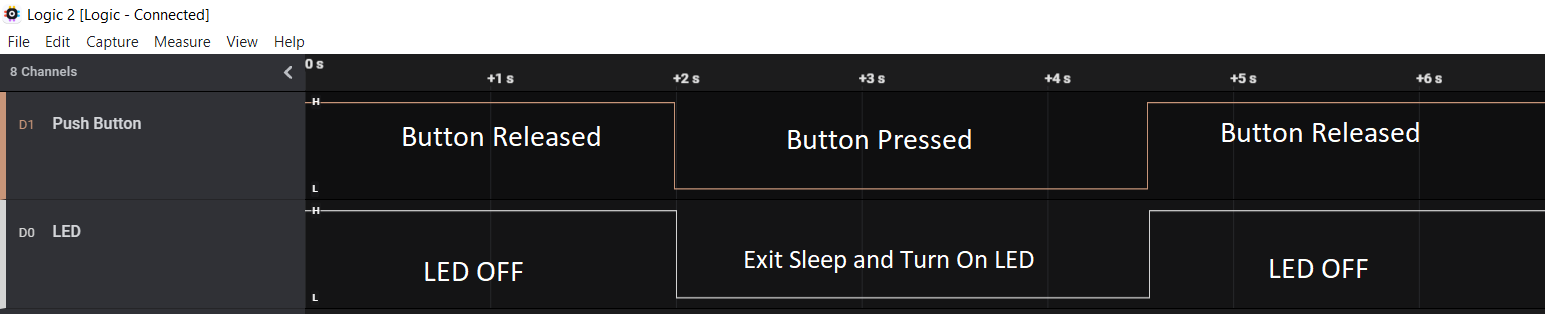 Logic 2 [Logic - Connected]
File Edit Capture Measure View Help
8 Channels
0 s
+1 s +2 s +3 s +4 s +5 s +6 s
D1 Push Button
H
L
Button Released
Button Pressed
Button Released
D0 LED
H
L
LED OFF
Exit Sleep and Turn On LED
LED OFF